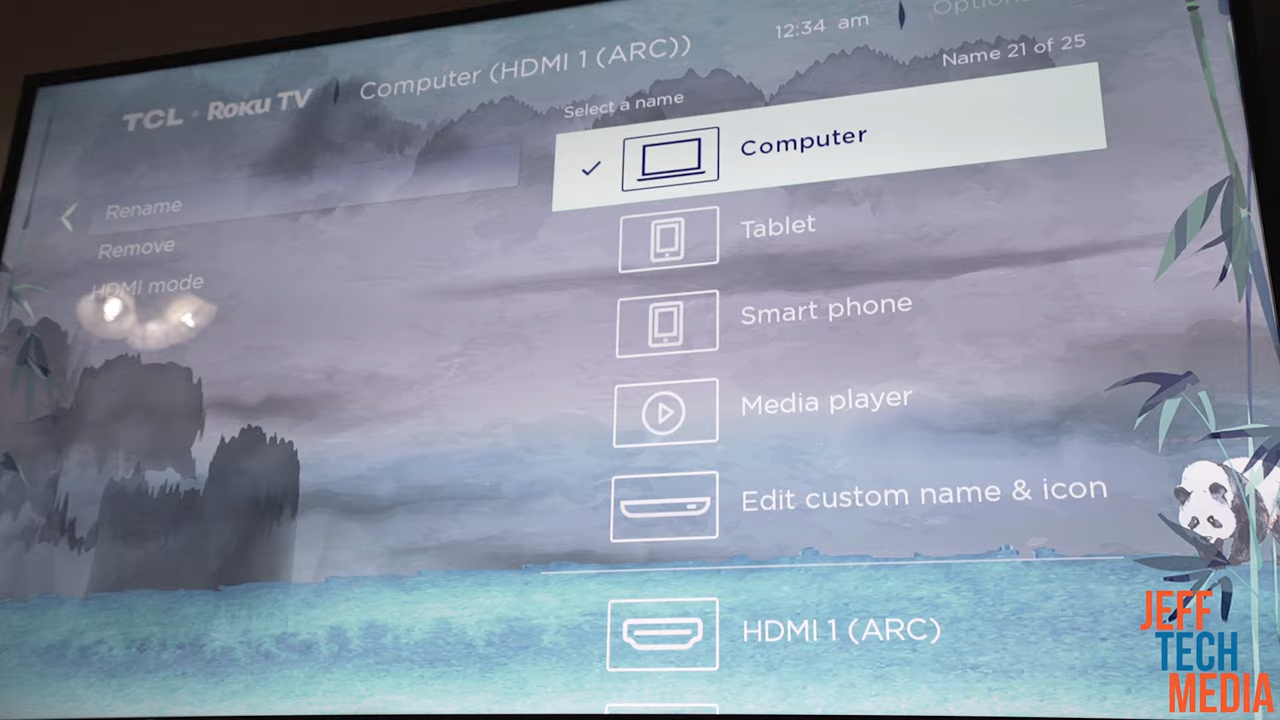 TCL • Roku TV
Computer (HDMI 1 (ARC))
12:34 am
Options
Name 21 of 25
Select a name
Computer
Tablet
Smart phone
Media player
Edit custom name & icon
HDMI 1 (ARC)
Rename
Remove
HDMI mode
JEFF
TECH
MEDIA